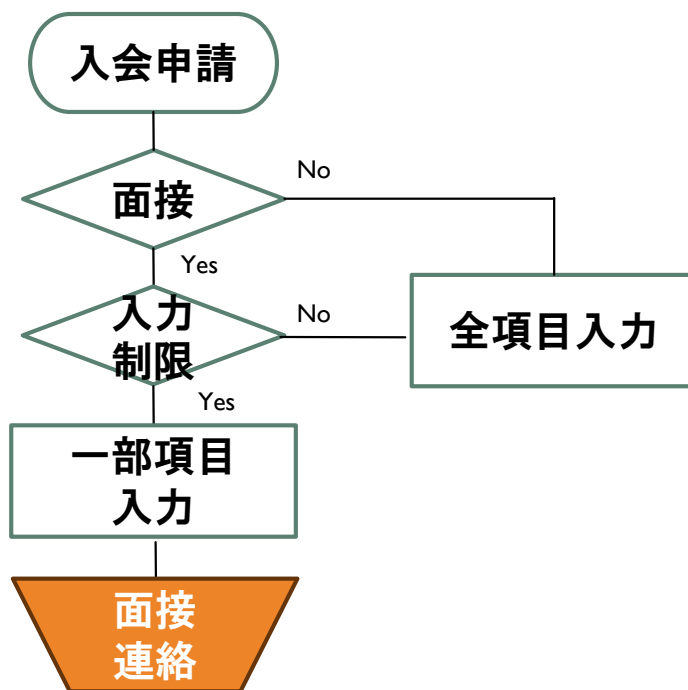 入会申請
No
面接
Yes
入力
制限
No
全項目入力
Yes
一部項目
入力
面接
連絡